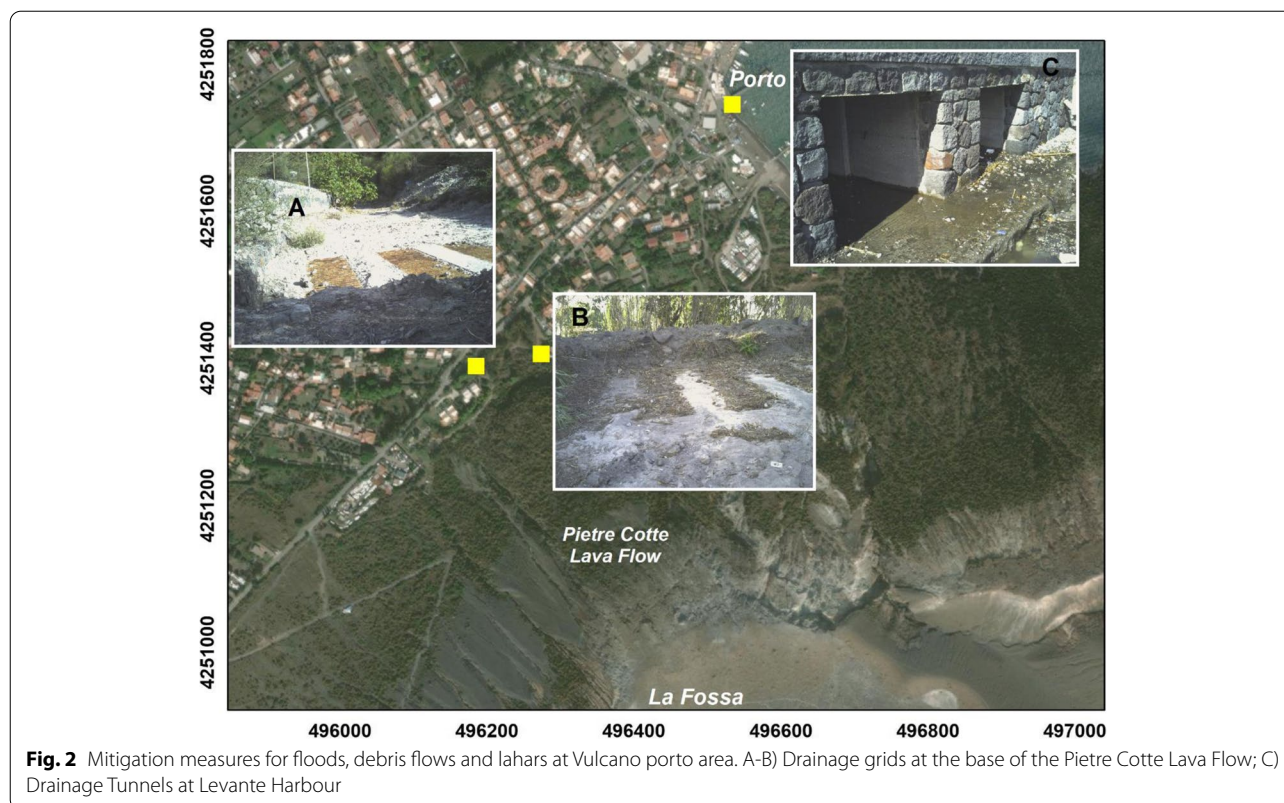 4251800
4251600
4251400
4251200
4251000
Porto
C
A
B
Pietre Cotte
Lava Flow
La Fossa
496000 496200 496400 496600 496800 497000
Fig. 2 Mitigation measures for floods, debris flows and lahars at Vulcano porto area. A-B) Drainage grids at the base of the Pietre Cotte Lava Flow; C)
Drainage Tunnels at Levante Harbour